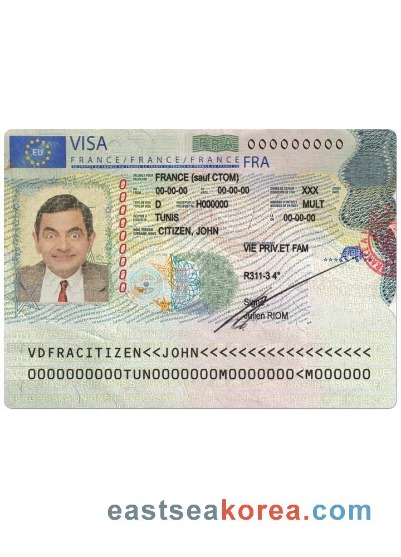 EU
VISA
FRA
000000000
FRANCE/FRANCE/FRANCE
FRA
FRANCE (sauf CTOM)
00-00-00 00-00-00 XXX
D H000000 MULT
TUNIS 00-00-00
CITIZEN, JOHN
VIE PRIV.ET FAM
R311-3 4°
Signé
Julien RIOM
VDFRACITIZEN<<JOHN<<<<<<<<<<<<<<<<<<
0000000000TUN0000000M0000000<M000000
eastseakorea.com